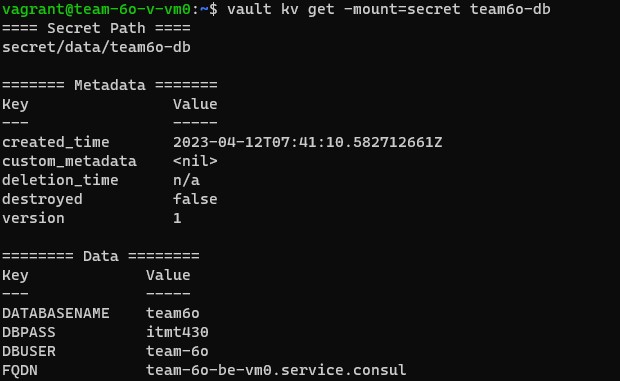 vagrant@team-6o-v-vm0:~$ vault kv get -mount=secret team6o-db
==== Secret Path ====
secret/data/team6o-db
======= Metadata =======
Key                Value
---                -----
created_time       2023-04-12T07:41:10.582712661Z
custom_metadata    <nil>
deletion_time      n/a
destroyed          false
version            1
======== Data ========
Key             Value
---             -----
DATABASENAME    team6o
DBPASS          itmt430
DBUSER          team-6o
FQDN            team-6o-be-vm0.service.consul